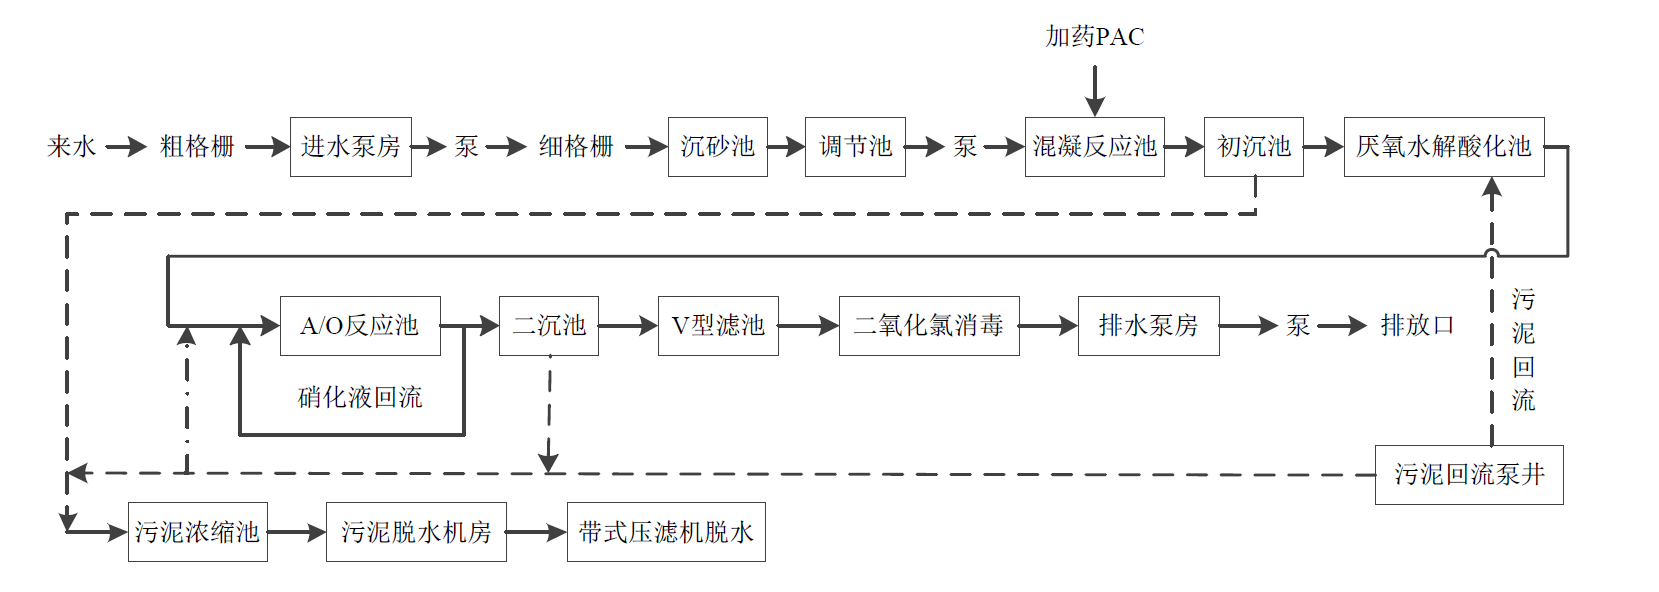 加药PAC
来水
粗格栅
进水泵房
泵
细格栅
沉砂池
调节池
泵
混凝反应池
初沉池
厌氧水解酸化池
A/O反应池
二沉池
V型滤池
二氧化氯消毒
排水泵房
泵
排放口
污泥回流
硝化液回流
污泥回流泵井
污泥浓缩池
污泥脱水机房
带式压滤机脱水